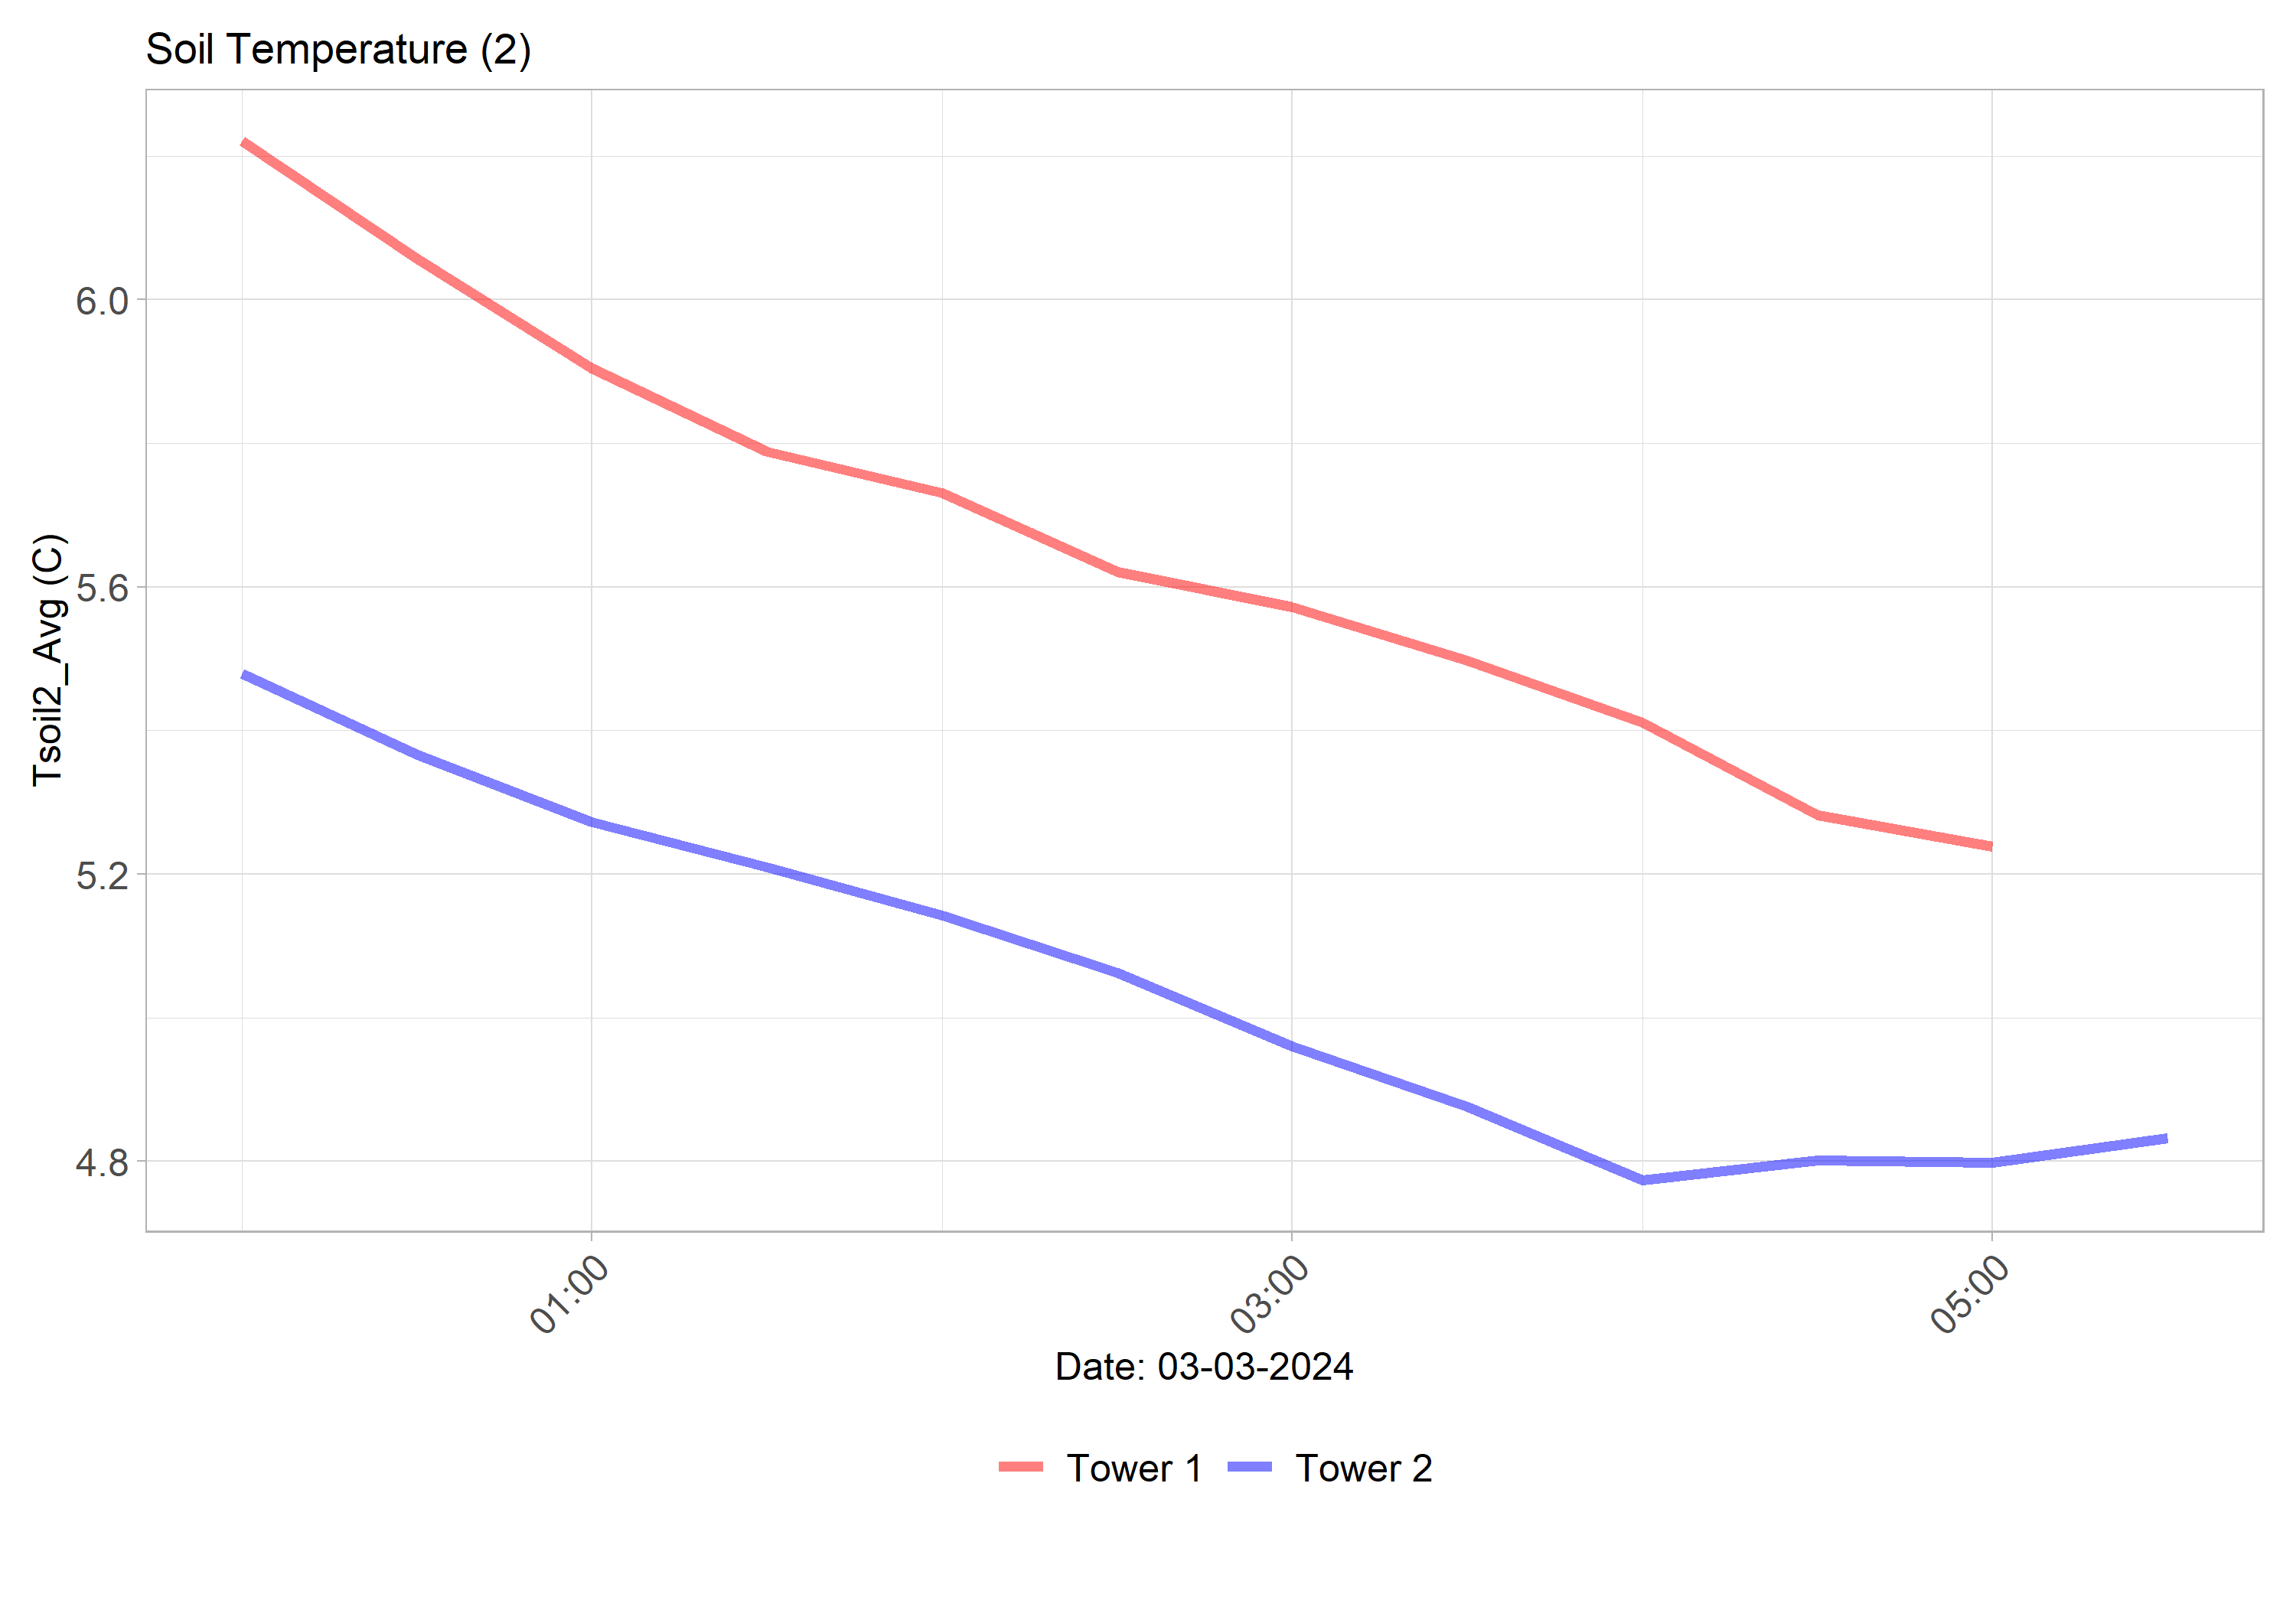 Soil Temperature (2)
Tsoil2_Avg (C)
6.0
5.6
5.2
4.8
01:00 03:00 05:00
Date: 03-03-2024
Tower 1 Tower 2